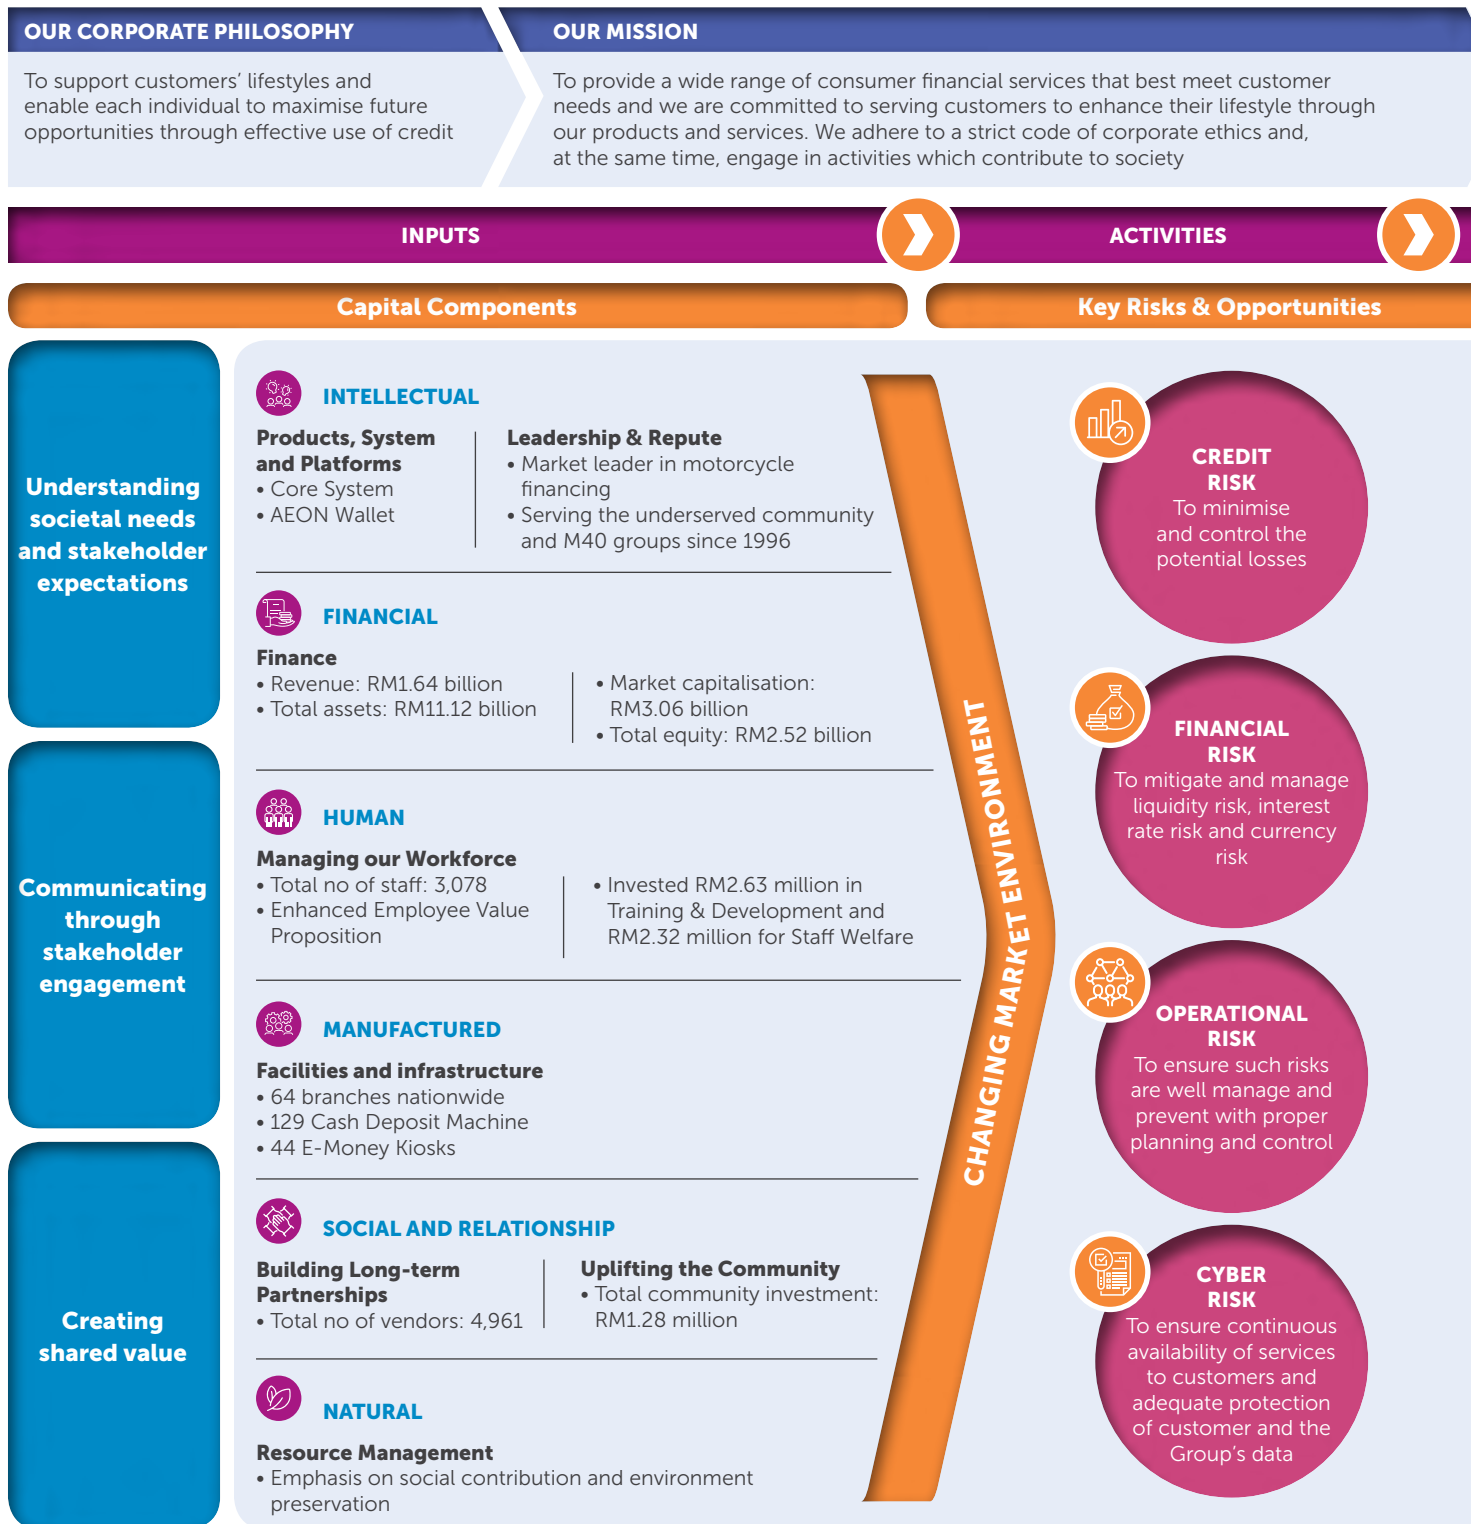 OUR CORPORATE PHILOSOPHY
To support customers' lifestyles and
enable each individual to maximise future
opportunities through effective use of credit
OUR MISSION
To provide a wide range of consumer financial services that best meet customer
needs and we are committed to serving customers to enhance their lifestyle through
our products and services. We adhere to a strict code of corporate ethics and,
at the same time, engage in activities which contribute to society
INPUTS
ACTIVITIES
Capital Components
Key Risks & Opportunities
Understanding
societal needs
and stakeholder
expectations
Communicating
through
stakeholder
engagement
Creating
shared value
INTELLECTUAL
Products, System
and Platforms
• Core System
• AEON Wallet
Leadership & Repute
• Market leader in motorcycle
financing
• Serving the underserved community
and M40 groups since 1996
FINANCIAL
Finance
• Revenue: RM1.64 billion
• Total assets: RM11.12 billion
• Market capitalisation:
RM3.06 billion
• Total equity: RM2.52 billion
HUMAN
Managing our Workforce
• Total no of staff: 3,078
• Enhanced Employee Value
Proposition
• Invested RM2.63 million in
Training & Development and
RM2.32 million for Staff Welfare
MANUFACTURED
Facilities and infrastructure
• 64 branches nationwide
• 129 Cash Deposit Machine
• 44 E-Money Kiosks
SOCIAL AND RELATIONSHIP
Building Long-term
Partnerships
• Total no of vendors: 4,961
Uplifting the Community
• Total community investment:
RM1.28 million
NATURAL
Resource Management
• Emphasis on social contribution and environment
preservation
CHANGING MARKET ENVIRONMENT
CREDIT
RISK
To minimise
and control the
potential losses
FINANCIAL
RISK
To mitigate and manage
liquidity risk, interest
rate risk and currency
risk
OPERATIONAL
RISK
To ensure such risks
are well manage and
prevent with proper
planning and control
CYBER
RISK
To ensure continuous
availability of services
to customers and
adequate protection
of customer and the
Group's data